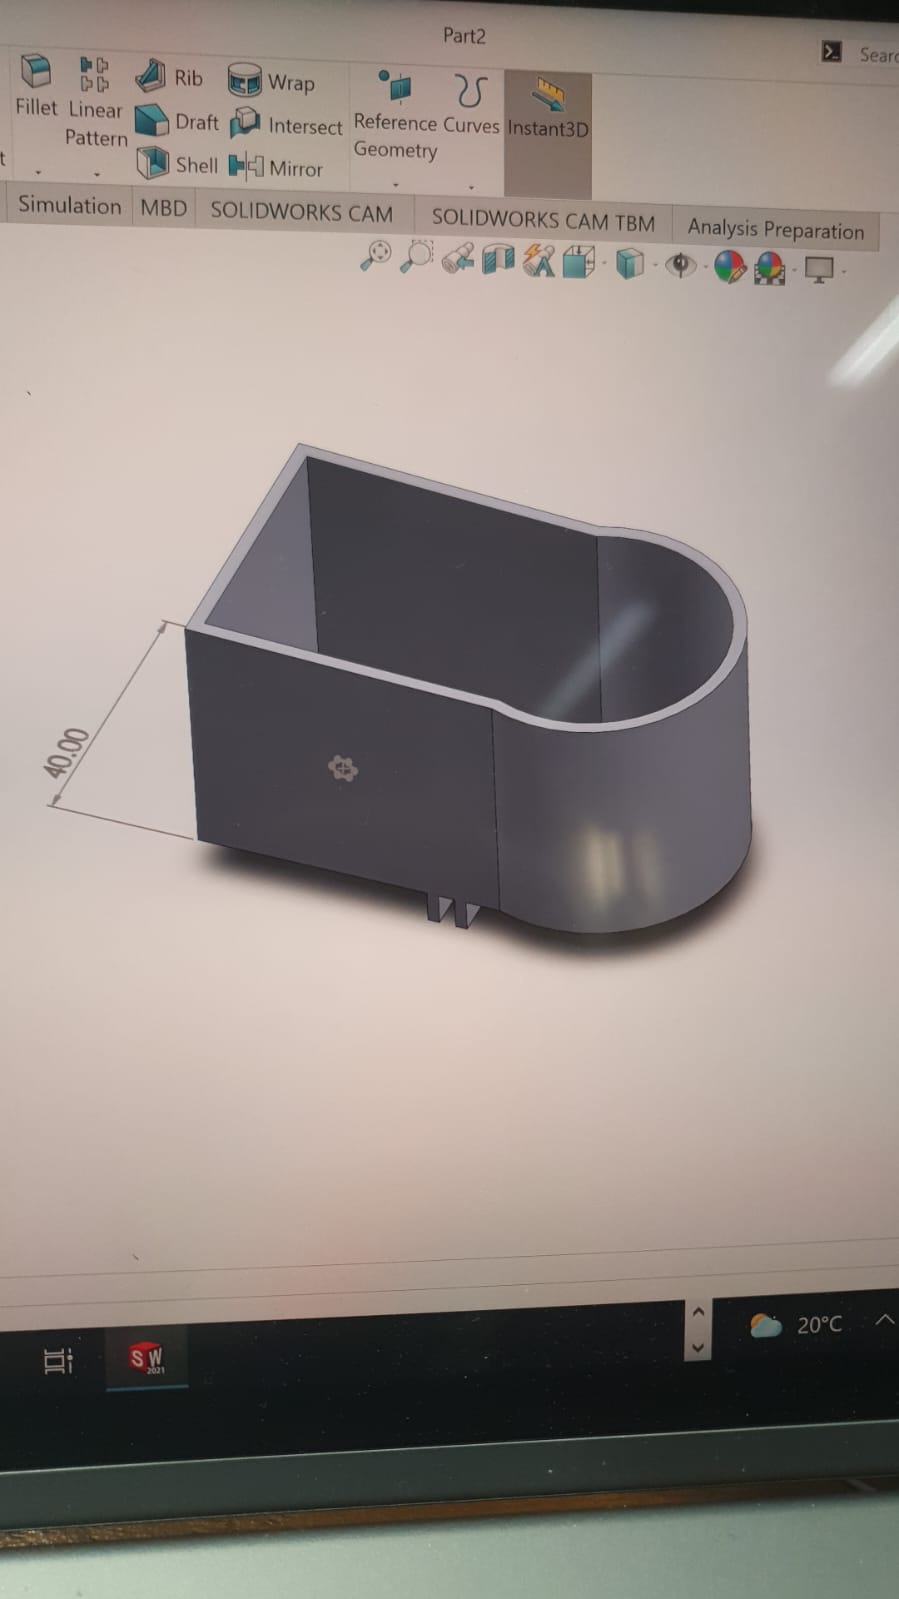 Part2
Sear
Rib
Wrap
Fillet
Linear
Pattern
Draft
Intersect
Reference
Geometry
Curves
Instant3D
t
Shell
Mirror
Simulation
MBD
SOLIDWORKS CAM
SOLIDWORKS CAM TBM
Analysis Preparation
40.00
SW
2021
20°C